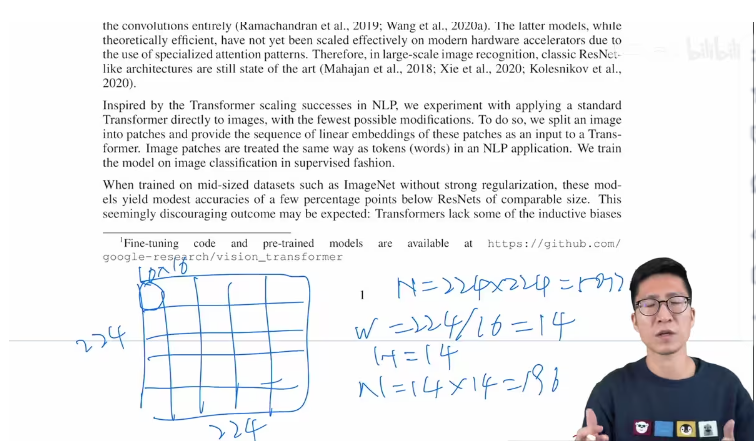 the convolutions entirely (Ramachandran et al., 2019; Wang et al., 2020a). The latter models, while
theoretically efficient, have not yet been scaled effectively on modern hardware accelerators due to
the use of specialized attention patterns. Therefore, in large-scale image recognition, classic ResNet-
like architectures are still state of the art (Mahajan et al., 2018; Xie et al., 2020; Kolesnikov et al.,
2020).
bilibili
Inspired by the Transformer scaling successes in NLP, we experiment with applying a standard
Transformer directly to images, with the fewest possible modifications. To do so, we split an image
into patches and provide the sequence of linear embeddings of these patches as an input to a Trans-
former. Image patches are treated the same way as tokens (words) in an NLP application. We train
the model on image classification in supervised fashion.
When trained on mid-sized datasets such as ImageNet without strong regularization, these mod-
els yield modest accuracies of a few percentage points below ResNets of comparable size. This
seemingly discouraging outcome may be expected: Transformers lack some of the inductive biases
1Fine-tuning code and pre-trained models are available at https://github.com/
google-research/vision_transformer
16×16
224
224
N=224×224=
W=224/16=14
H=14
N=14×14=196